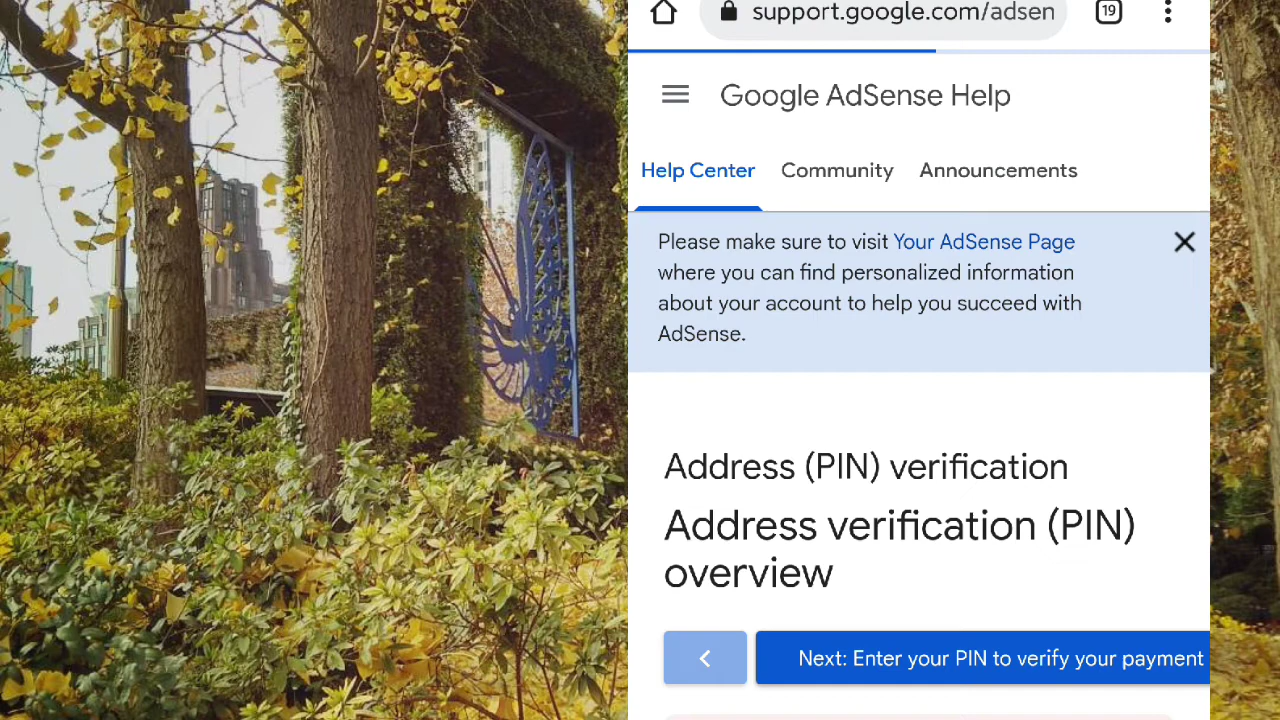 support.google.com/adsen
19
Google AdSense Help
Help Center
Community
Announcements
Please make sure to visit Your AdSense Page
where you can find personalized information
about your account to help you succeed with
AdSense.
Address (PIN) verification
Address verification (PIN)
overview
Next: Enter your PIN to verify your payment